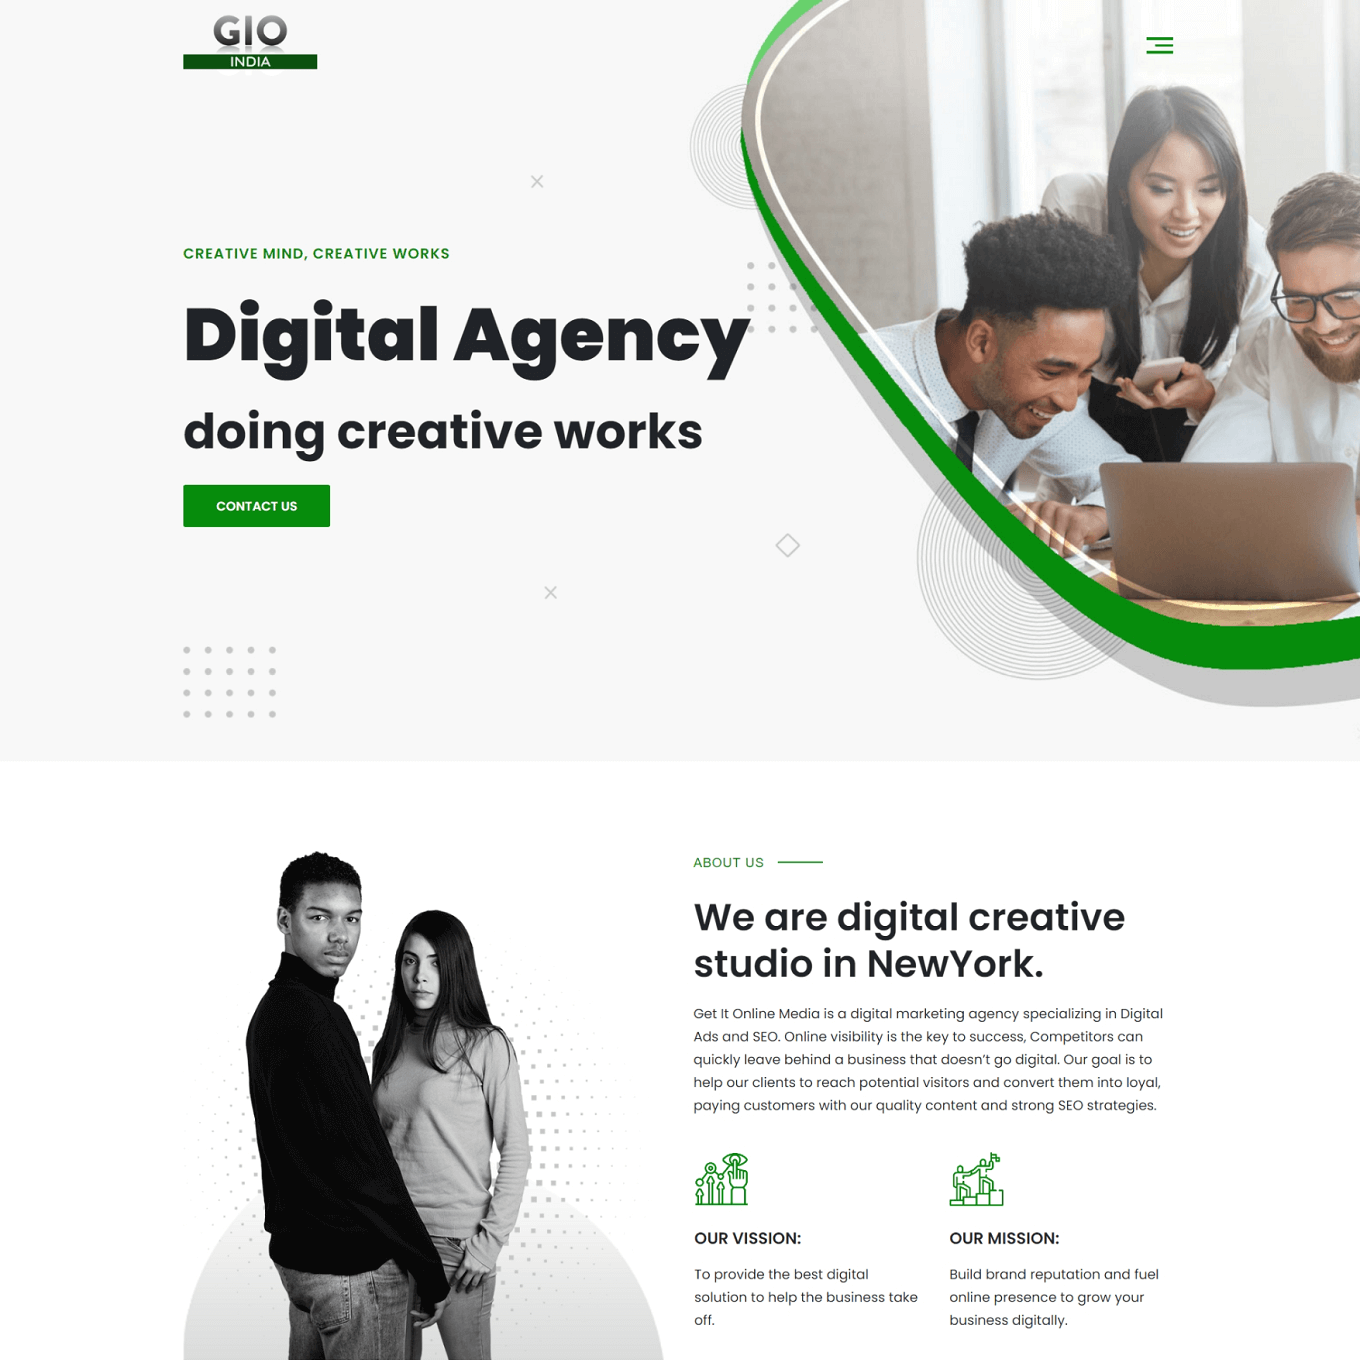 GIO
INDIA
CREATIVE MIND, CREATIVE WORKS
Digital Agency
doing creative works
CONTACT US
ABOUT US
We are digital creative
studio in NewYork.
Get It Online Media is a digital marketing agency specializing in Digital
Ads and SEO. Online visibility is the key to success, Competitors can
quickly leave behind a business that doesn’t go digital. Our goal is to
help our clients to reach potential visitors and convert them into loyal,
paying customers with our quality content and strong SEO strategies.
OUR VISSION:
To provide the best digital
solution to help the business take
off.
OUR MISSION:
Build brand reputation and fuel
online presence to grow your
business digitally.